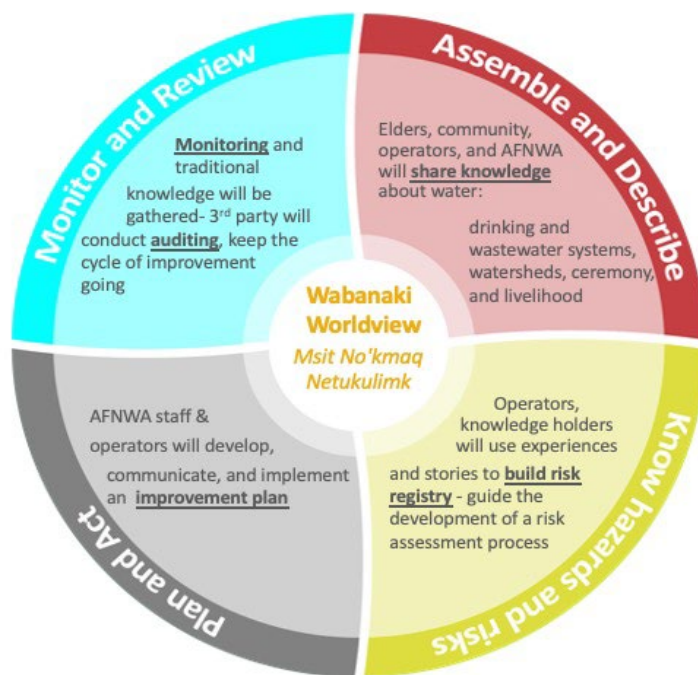 Monitor and Review
Monitoring and
traditional
knowledge will be
gathered- 3rd party will
conduct auditing, keep the
cycle of improvement
going
Assemble and Describe
Elders, community,
operators, and AFNWA
will share knowledge
about water:
drinking and
wastewater systems,
watersheds, ceremony,
and livelihood
Wabanaki
Worldview
Msit No'kmaq
Netukulimk
Know hazards and risks
Operators,
knowledge holders
will use experiences
and stories to build risk
registry - guide the
development of a risk
assessment process
Plan and Act
AFNWA staff &
operators will develop,
communicate, and implement
an improvement plan